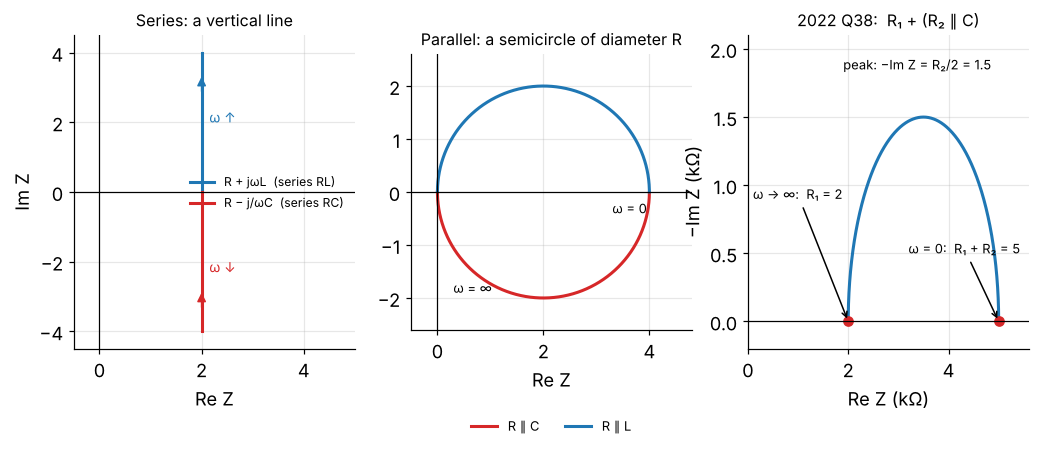 Series: a vertical line
4
2
0
−2
−4
Im Z
ω ↑
R + jωL (series RL)
R − j/ωC (series RC)
ω ↓
0
2
4
Re Z
Parallel: a semicircle of diameter R
2
1
0
−1
−2
ω = 0
ω = ∞
0
2
4
Re Z
R ∥ C
R ∥ L
2022 Q38: R₁ + (R₂ ∥ C)
2.0
1.5
1.0
0.5
0.0
−Im Z (kΩ)
peak: −Im Z = R₂/2 = 1.5
ω → ∞: R₁ = 2
ω = 0: R₁ + R₂ = 5
0
2
4
Re Z (kΩ)